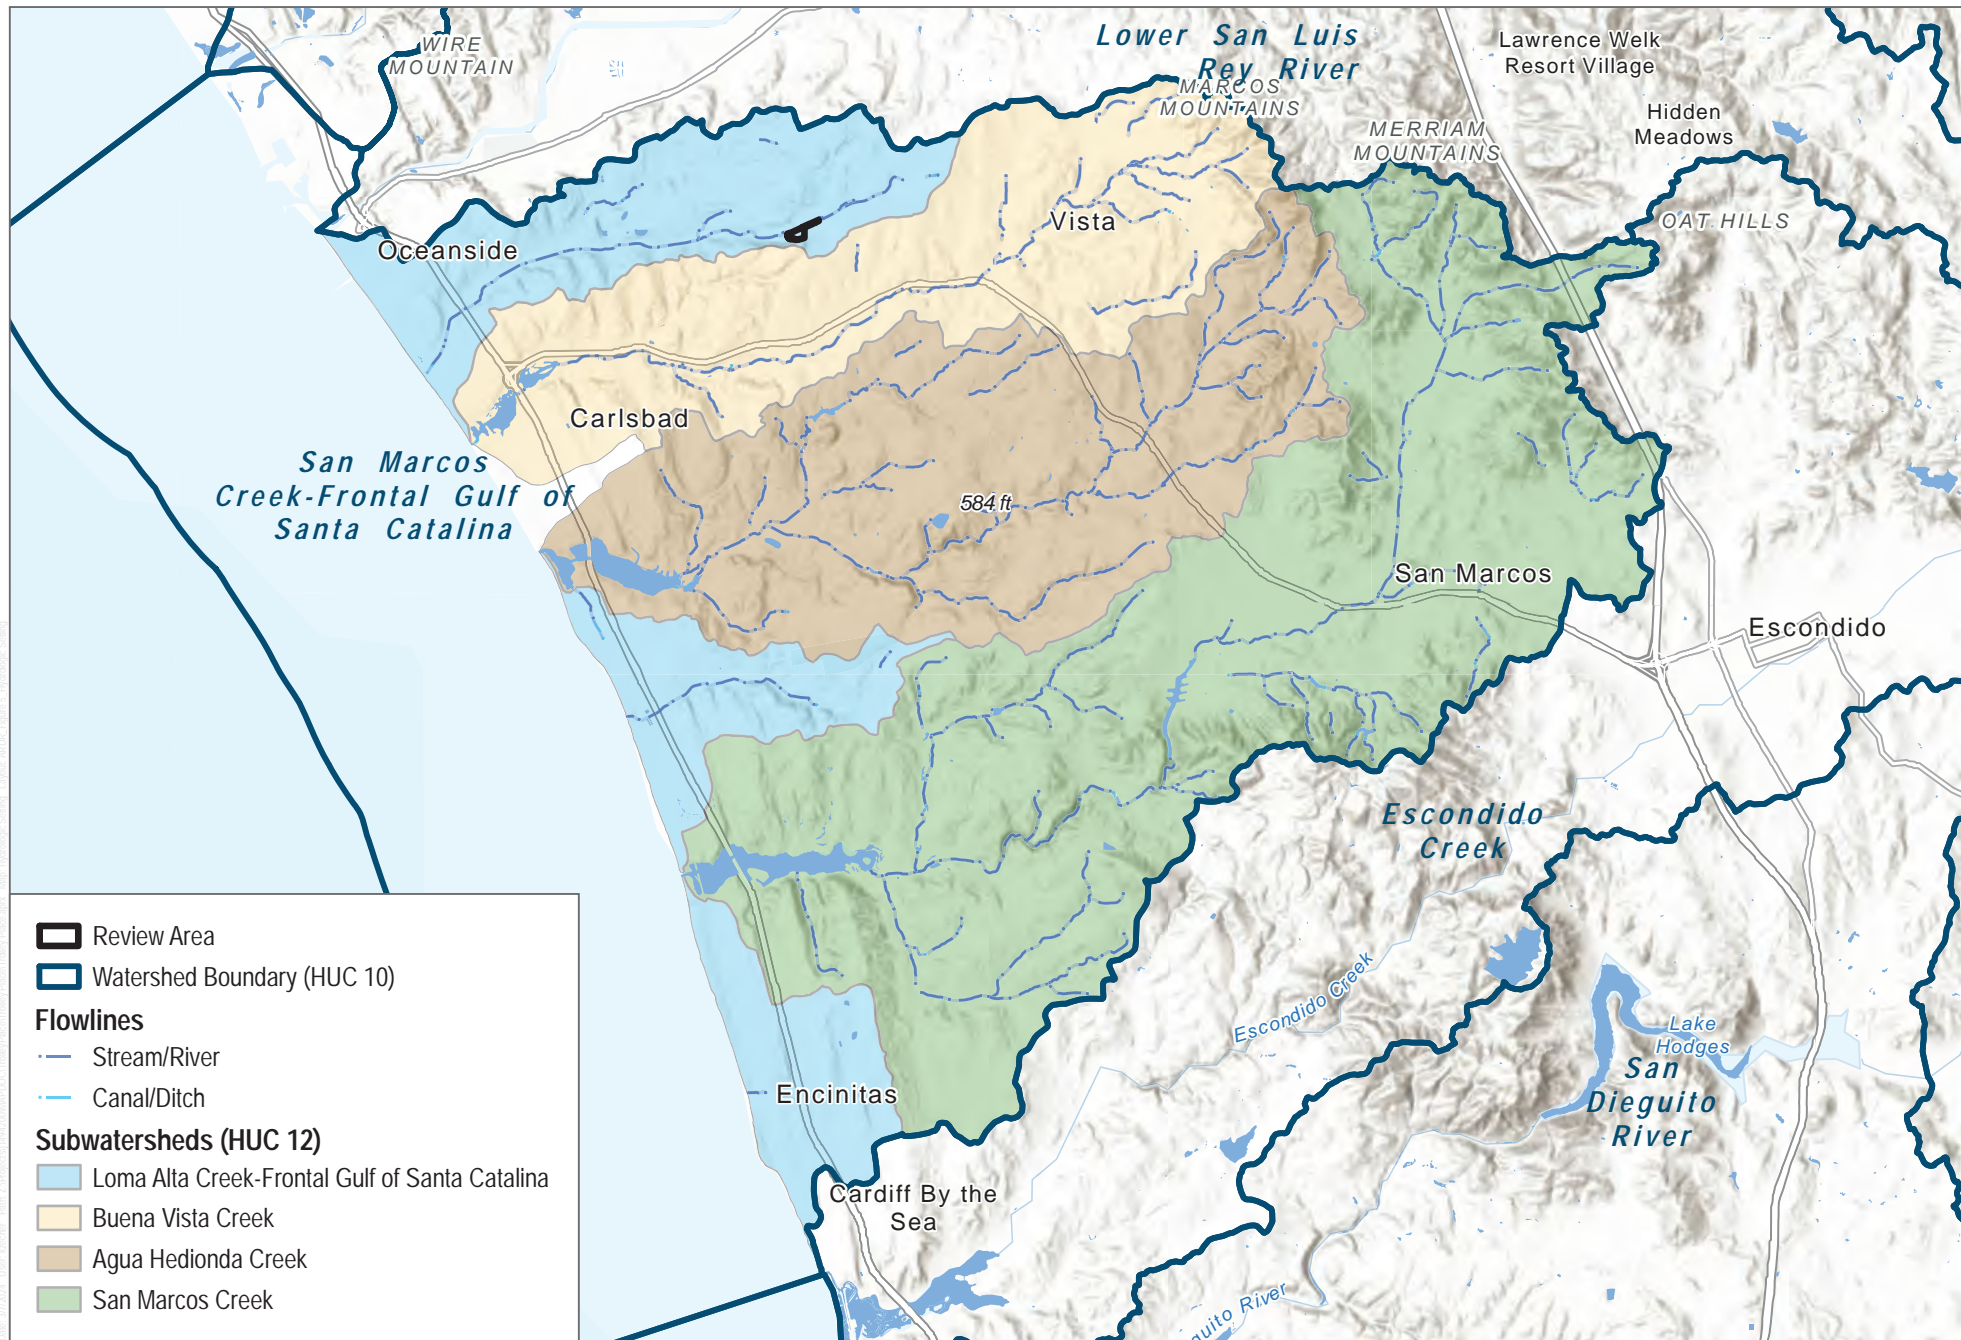 WIRE
MOUNTAIN
Lower San Luis
Rey River
MARCOS
MOUNTAINS
Lawrence Welk
Resort Village
Hidden
Meadows
MERRIAM
MOUNTAINS
OAT HILLS
Oceanside
Vista
Carlsbad
San Marcos
Creek-Frontal Gulf of
Santa Catalina
584 ft
San Marcos
Escondido
Escondido
Creek
Escondido Creek
Lake
Hodges
San
Dieguito
River
Encinitas
Cardiff By the
Sea
guito River
Review Area
Watershed Boundary (HUC 10)
Flowlines
Stream/River
Canal/Ditch
Subwatersheds (HUC 12)
Loma Alta Creek-Frontal Gulf of Santa Catalina
Buena Vista Creek
Agua Hedionda Creek
San Marcos Creek